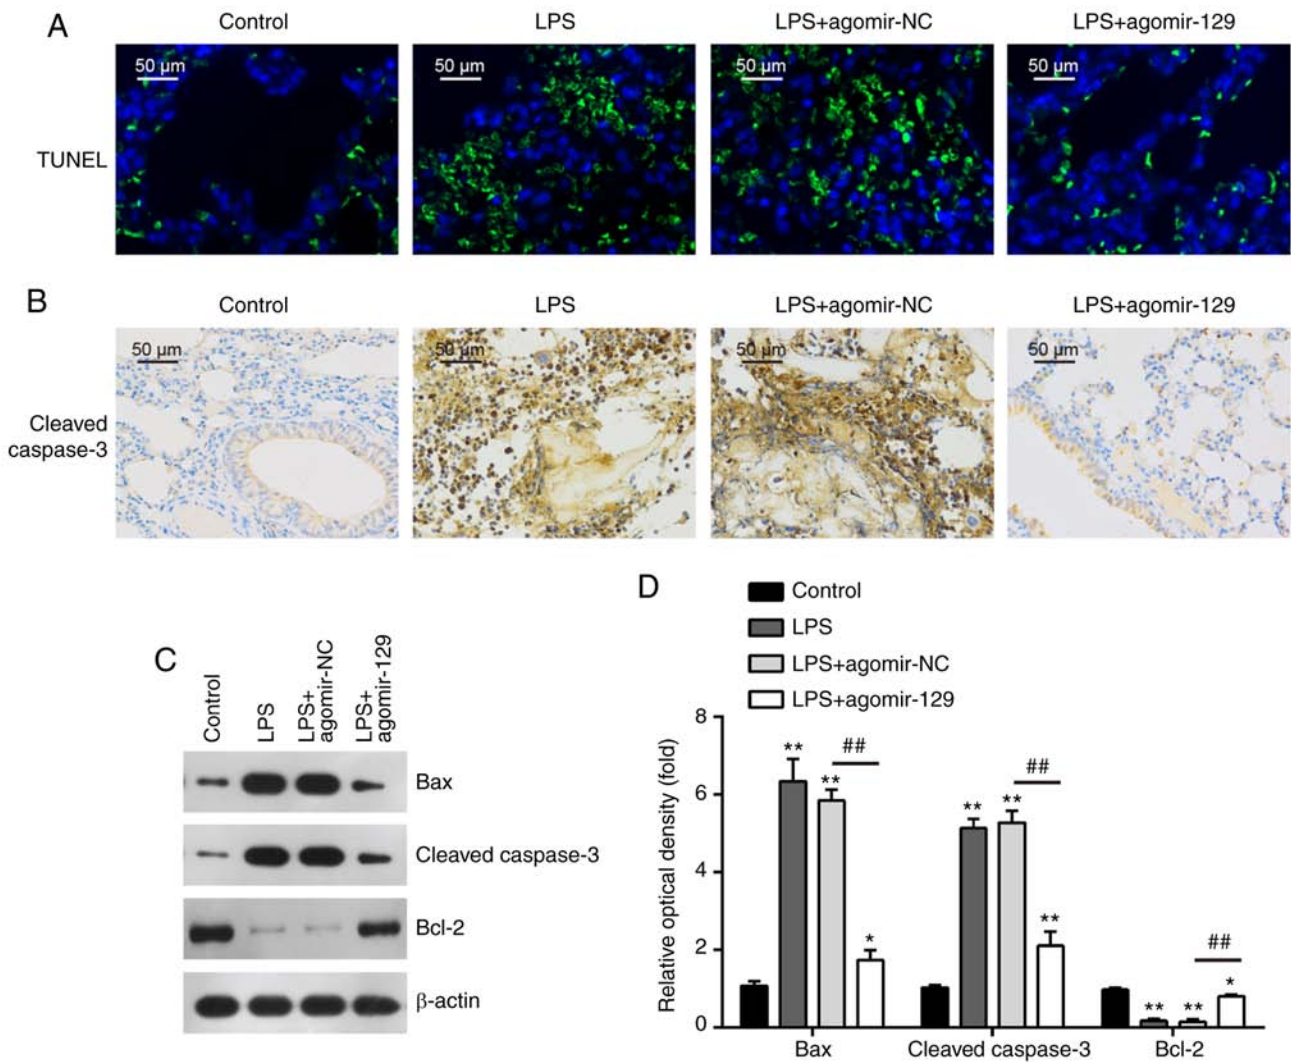 A
Control
LPS
LPS+agomir-NC
LPS+agomir-129
50 µm
50 µm
50 µm
50 µm
TUNEL
B
Control
LPS
LPS+agomir-NC
LPS+agomir-129
50 µm
50 µm
50 µm
50 µm
Cleaved
caspase-3
C
Control
LPS
LPS+
agomir-NC
LPS+
agomir-129
Bax
Cleaved caspase-3
Bcl-2
β-actin
D
Control
LPS
LPS+agomir-NC
LPS+agomir-129
Relative optical density (fold)
8
6
4
2
0
**
**
##
*
**
**
##
**
**
**
##
*
Bax
Cleaved caspase-3
Bcl-2